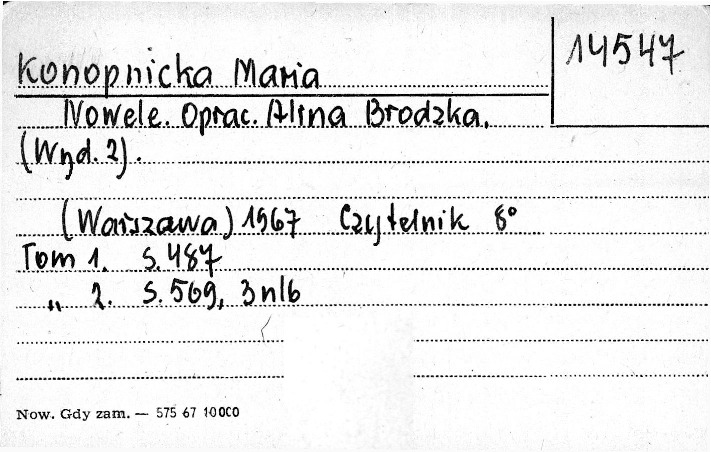 14547
Konopnicka Maria
Nowele. Oprac. Alina Brodzka.
(Wyd. 2).
(Warszawa) 1967 Czytelnik 8°
Tom 1. S. 487
„ 2. S. 569, 3 nlb
Now. Gdy zam. — 575 67 10000